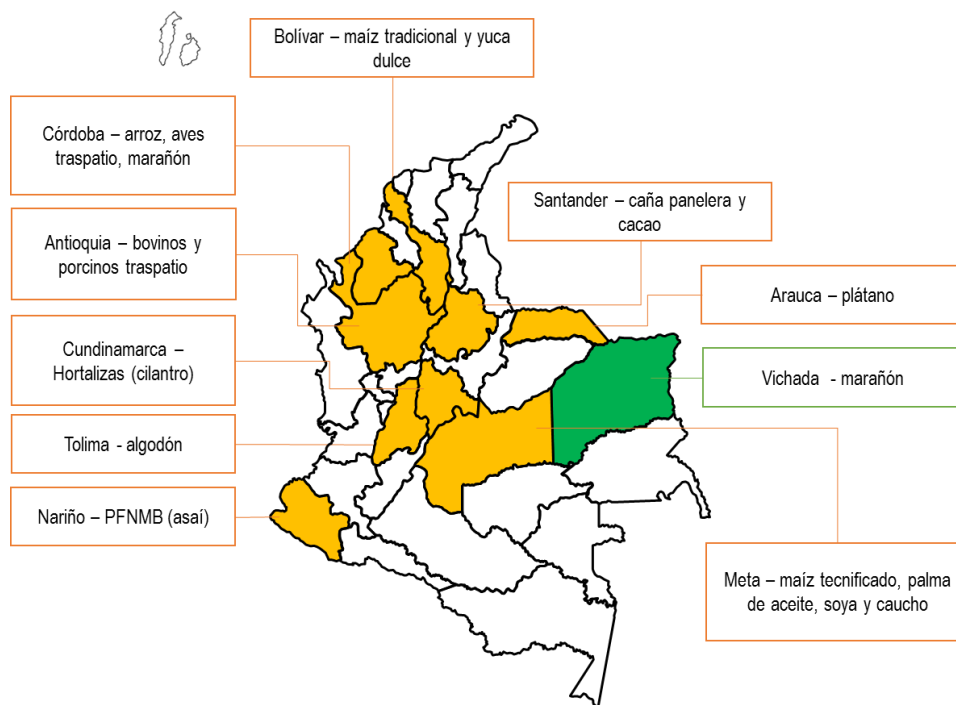 Bolívar – maíz tradicional y yuca
dulce
Córdoba – arroz, aves
traspatio, marañón
Santander – caña panelera y
cacao
Antioquia – bovinos y
porcinos traspatio
Arauca – plátano
Cundinamarca –
Hortalizas (cilantro)
Vichada - marañón
Tolima - algodón
Nariño – PFNMB (asaí)
Meta – maíz tecnificado, palma
de aceite, soya y caucho